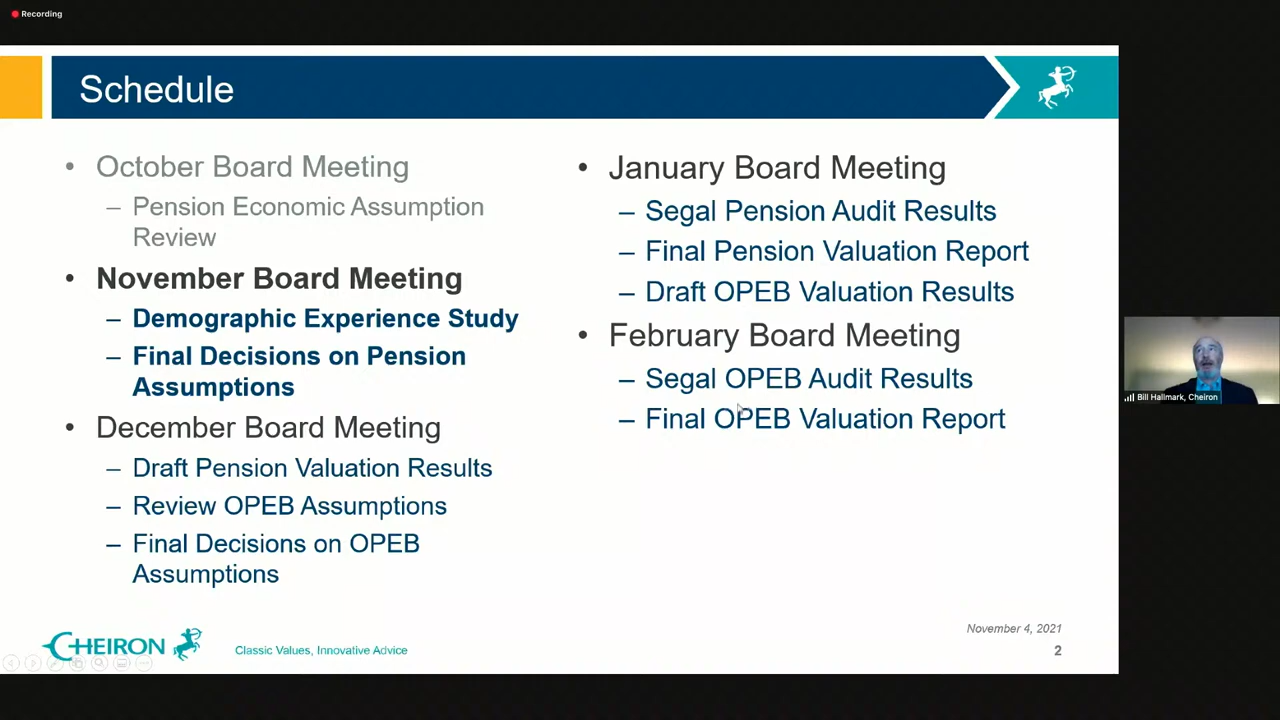 Recording
Schedule
• October Board Meeting
– Pension Economic Assumption
Review
• November Board Meeting
– Demographic Experience Study
– Final Decisions on Pension
Assumptions
• December Board Meeting
– Draft Pension Valuation Results
– Review OPEB Assumptions
– Final Decisions on OPEB
Assumptions
• January Board Meeting
– Segal Pension Audit Results
– Final Pension Valuation Report
– Draft OPEB Valuation Results
• February Board Meeting
– Segal OPEB Audit Results
– Final OPEB Valuation Report
Bill Hallmark, Cheiron
CHEIRON
Classic Values, Innovative Advice
November 4, 2021
2